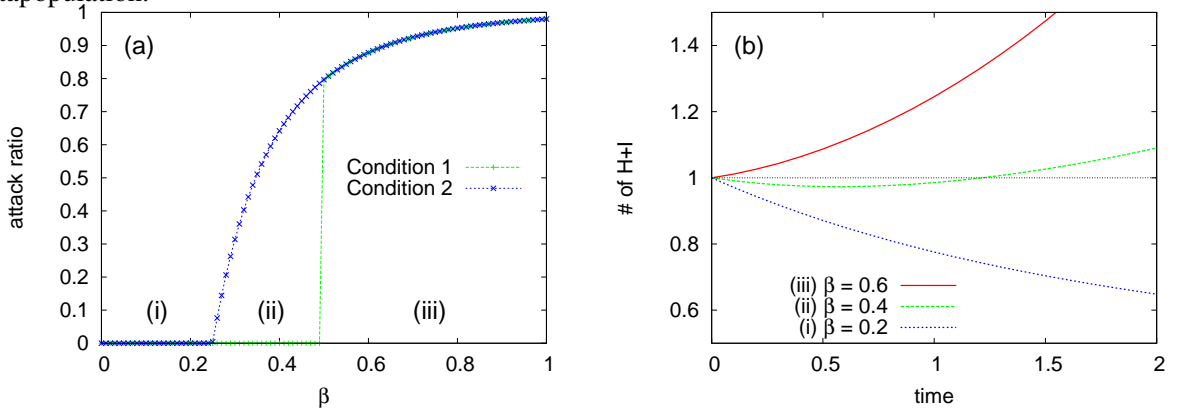 1
0.9
0.8
0.7
0.6
0.5
0.4
0.3
0.2
0.1
0
attack ratio
(a)
Condition 1
Condition 2
(i) (ii) (iii)
0 0.2 0.4 0.6 0.8 1
β
1.4
1.2
1
0.8
0.6
# of H+I
(b)
(iii) β = 0.6
(ii) β = 0.4
(i) β = 0.2
0 0.5 1 1.5 2
time